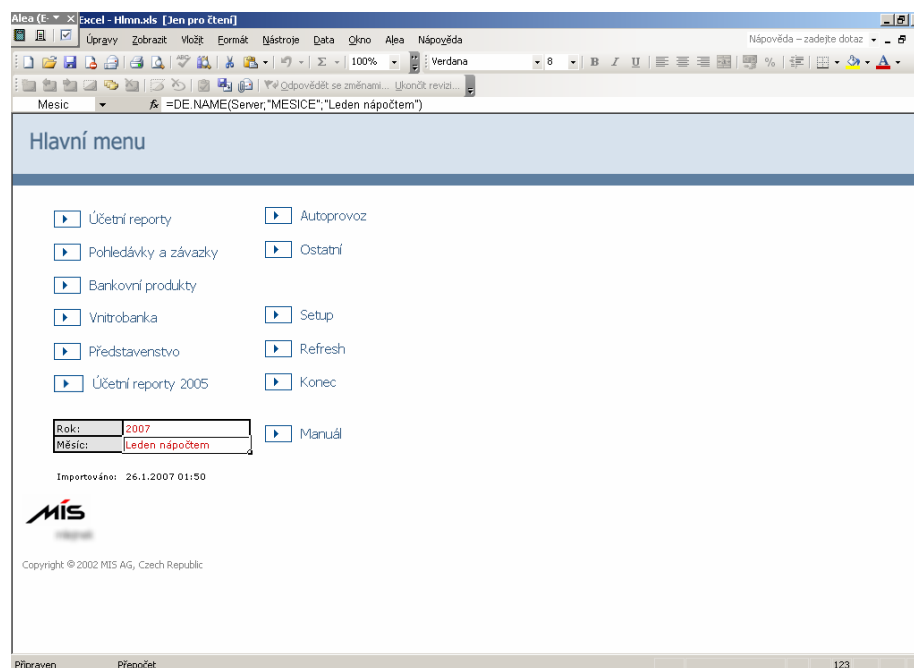 Alea (E
Excel - Hlmn.xls [Jen pro čtení]
Úpravy Zobrazit Vložit Formát Nástroje Data Okno Alea Nápověda Nápověda – zadejte dotaz
100% Verdana 8 B I U %
Odpovědět se změnami... Ukončit revizi...
Mesic fx =DE.NAME(Server;"MESICE";"Leden nápočtem")
Hlavní menu
Účetní reporty Autoprovoz
Pohledávky a závazky Ostatní
Bankovní produkty
Vnitrobanka Setup
Představenstvo Refresh
Účetní reporty 2005 Konec
Rok: 2007
Měsíc: Leden nápočtem
Manuál
Importováno: 26.1.2007 01:50
MIS
Copyright © 2002 MIS AG, Czech Republic
Připraven Přepočet 123